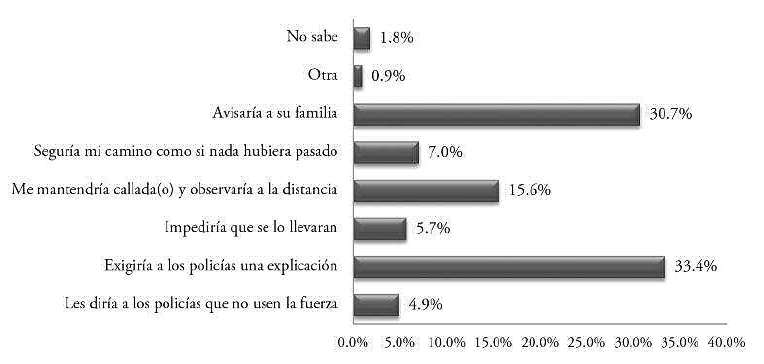 No sabe 1.8%
Otra 0.9%
Avisaría a su familia 30.7%
Seguría mi camino como si nada hubiera pasado 7.0%
Me mantendría callada(o) y observaría a la distancia 15.6%
Impediría que se lo llevaran 5.7%
Exigiría a los policías una explicación 33.4%
Les diría a los policías que no usen la fuerza 4.9%
0.0% 5.0% 10.0% 15.0% 20.0% 25.0% 30.0% 35.0% 40.0%